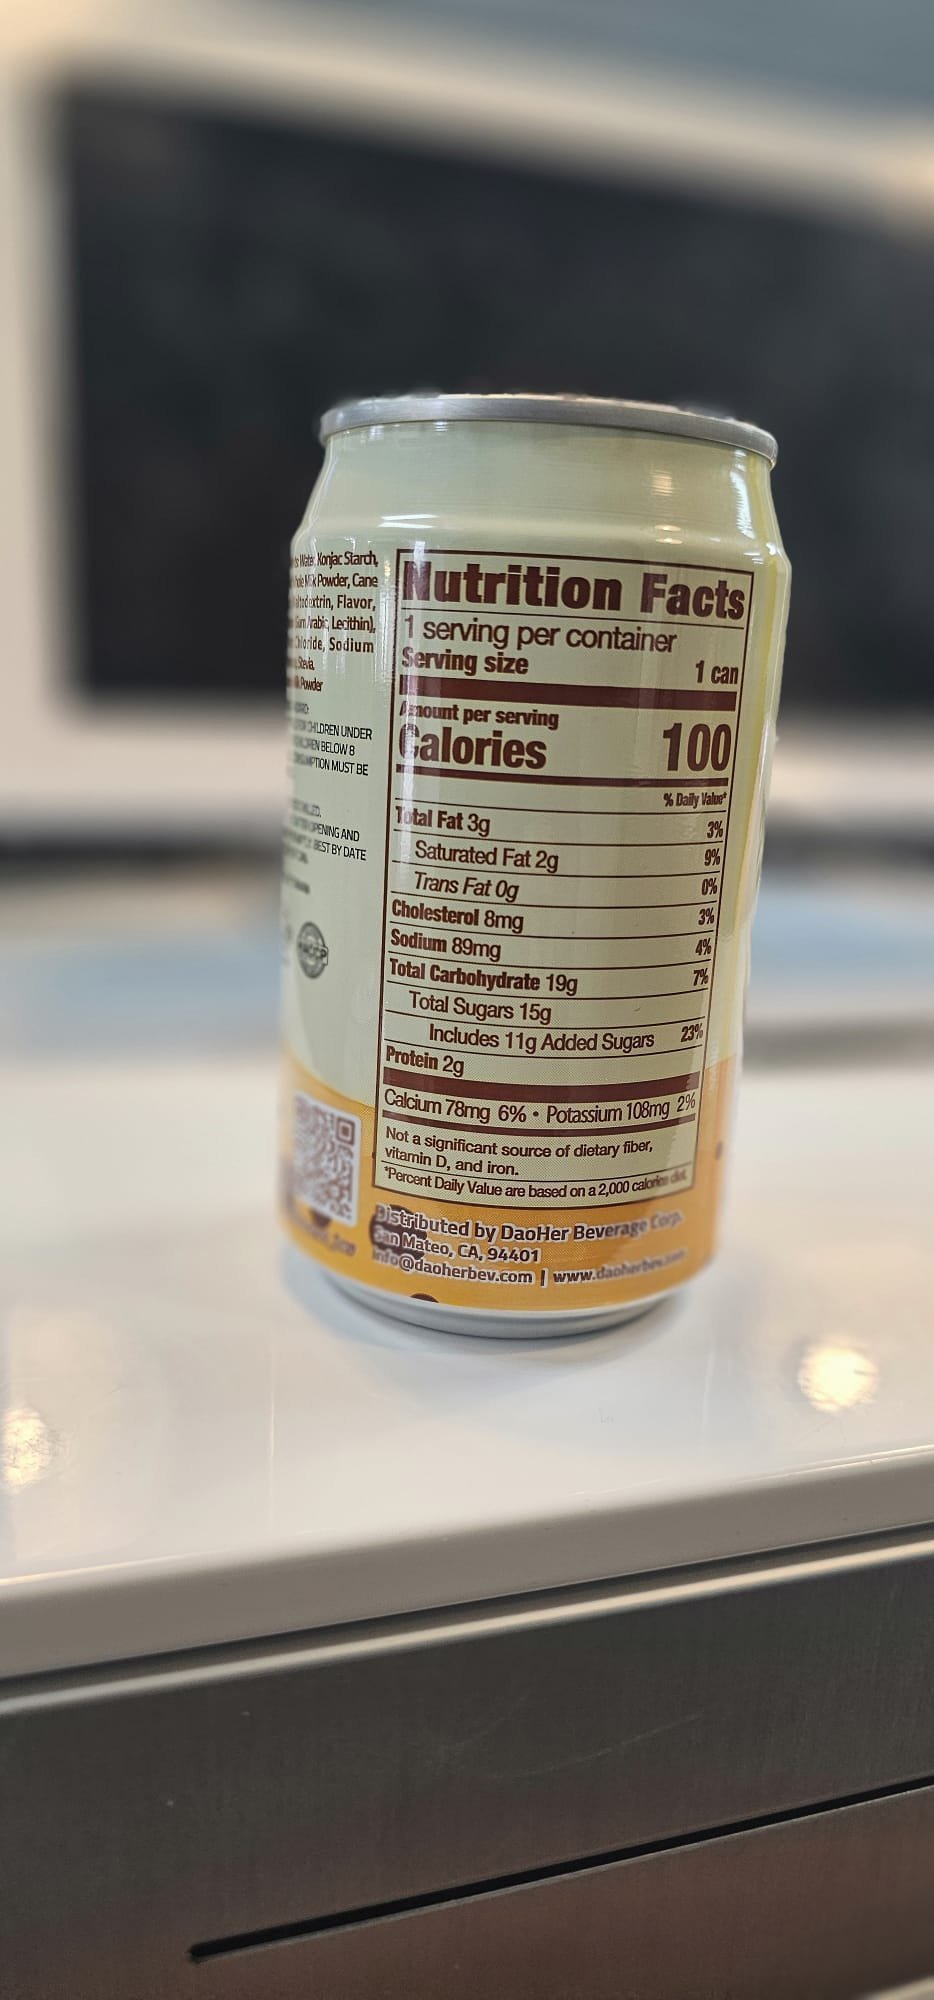 Water, Konjac Starch,
Milk Powder, Cane
Flavor,
Gum Arabic, Lecithin),
Chloride, Sodium
Stevia.
Milk Powder
CHILDREN UNDER
CHILDREN BELOW 8
CONSUMPTION MUST BE
OPENING AND
BEST BY DATE
Nutrition Facts
1 serving per container
Serving size 1 can
Amount per serving
Calories 100
% Daily Value*
Total Fat 3g 3%
Saturated Fat 2g 9%
Trans Fat 0g 0%
Cholesterol 8mg 3%
Sodium 89mg 4%
Total Carbohydrate 19g 7%
Total Sugars 15g
Includes 11g Added Sugars 23%
Protein 2g
Calcium 78mg 6% • Potassium 108mg 2%
Not a significant source of dietary fiber,
vitamin D, and iron.
*Percent Daily Value are based on a 2,000 calories diet.
Distributed by DaoHer Beverage Corp.
San Mateo, CA, 94401
info@daoherbev.com | www.daoherbev.com